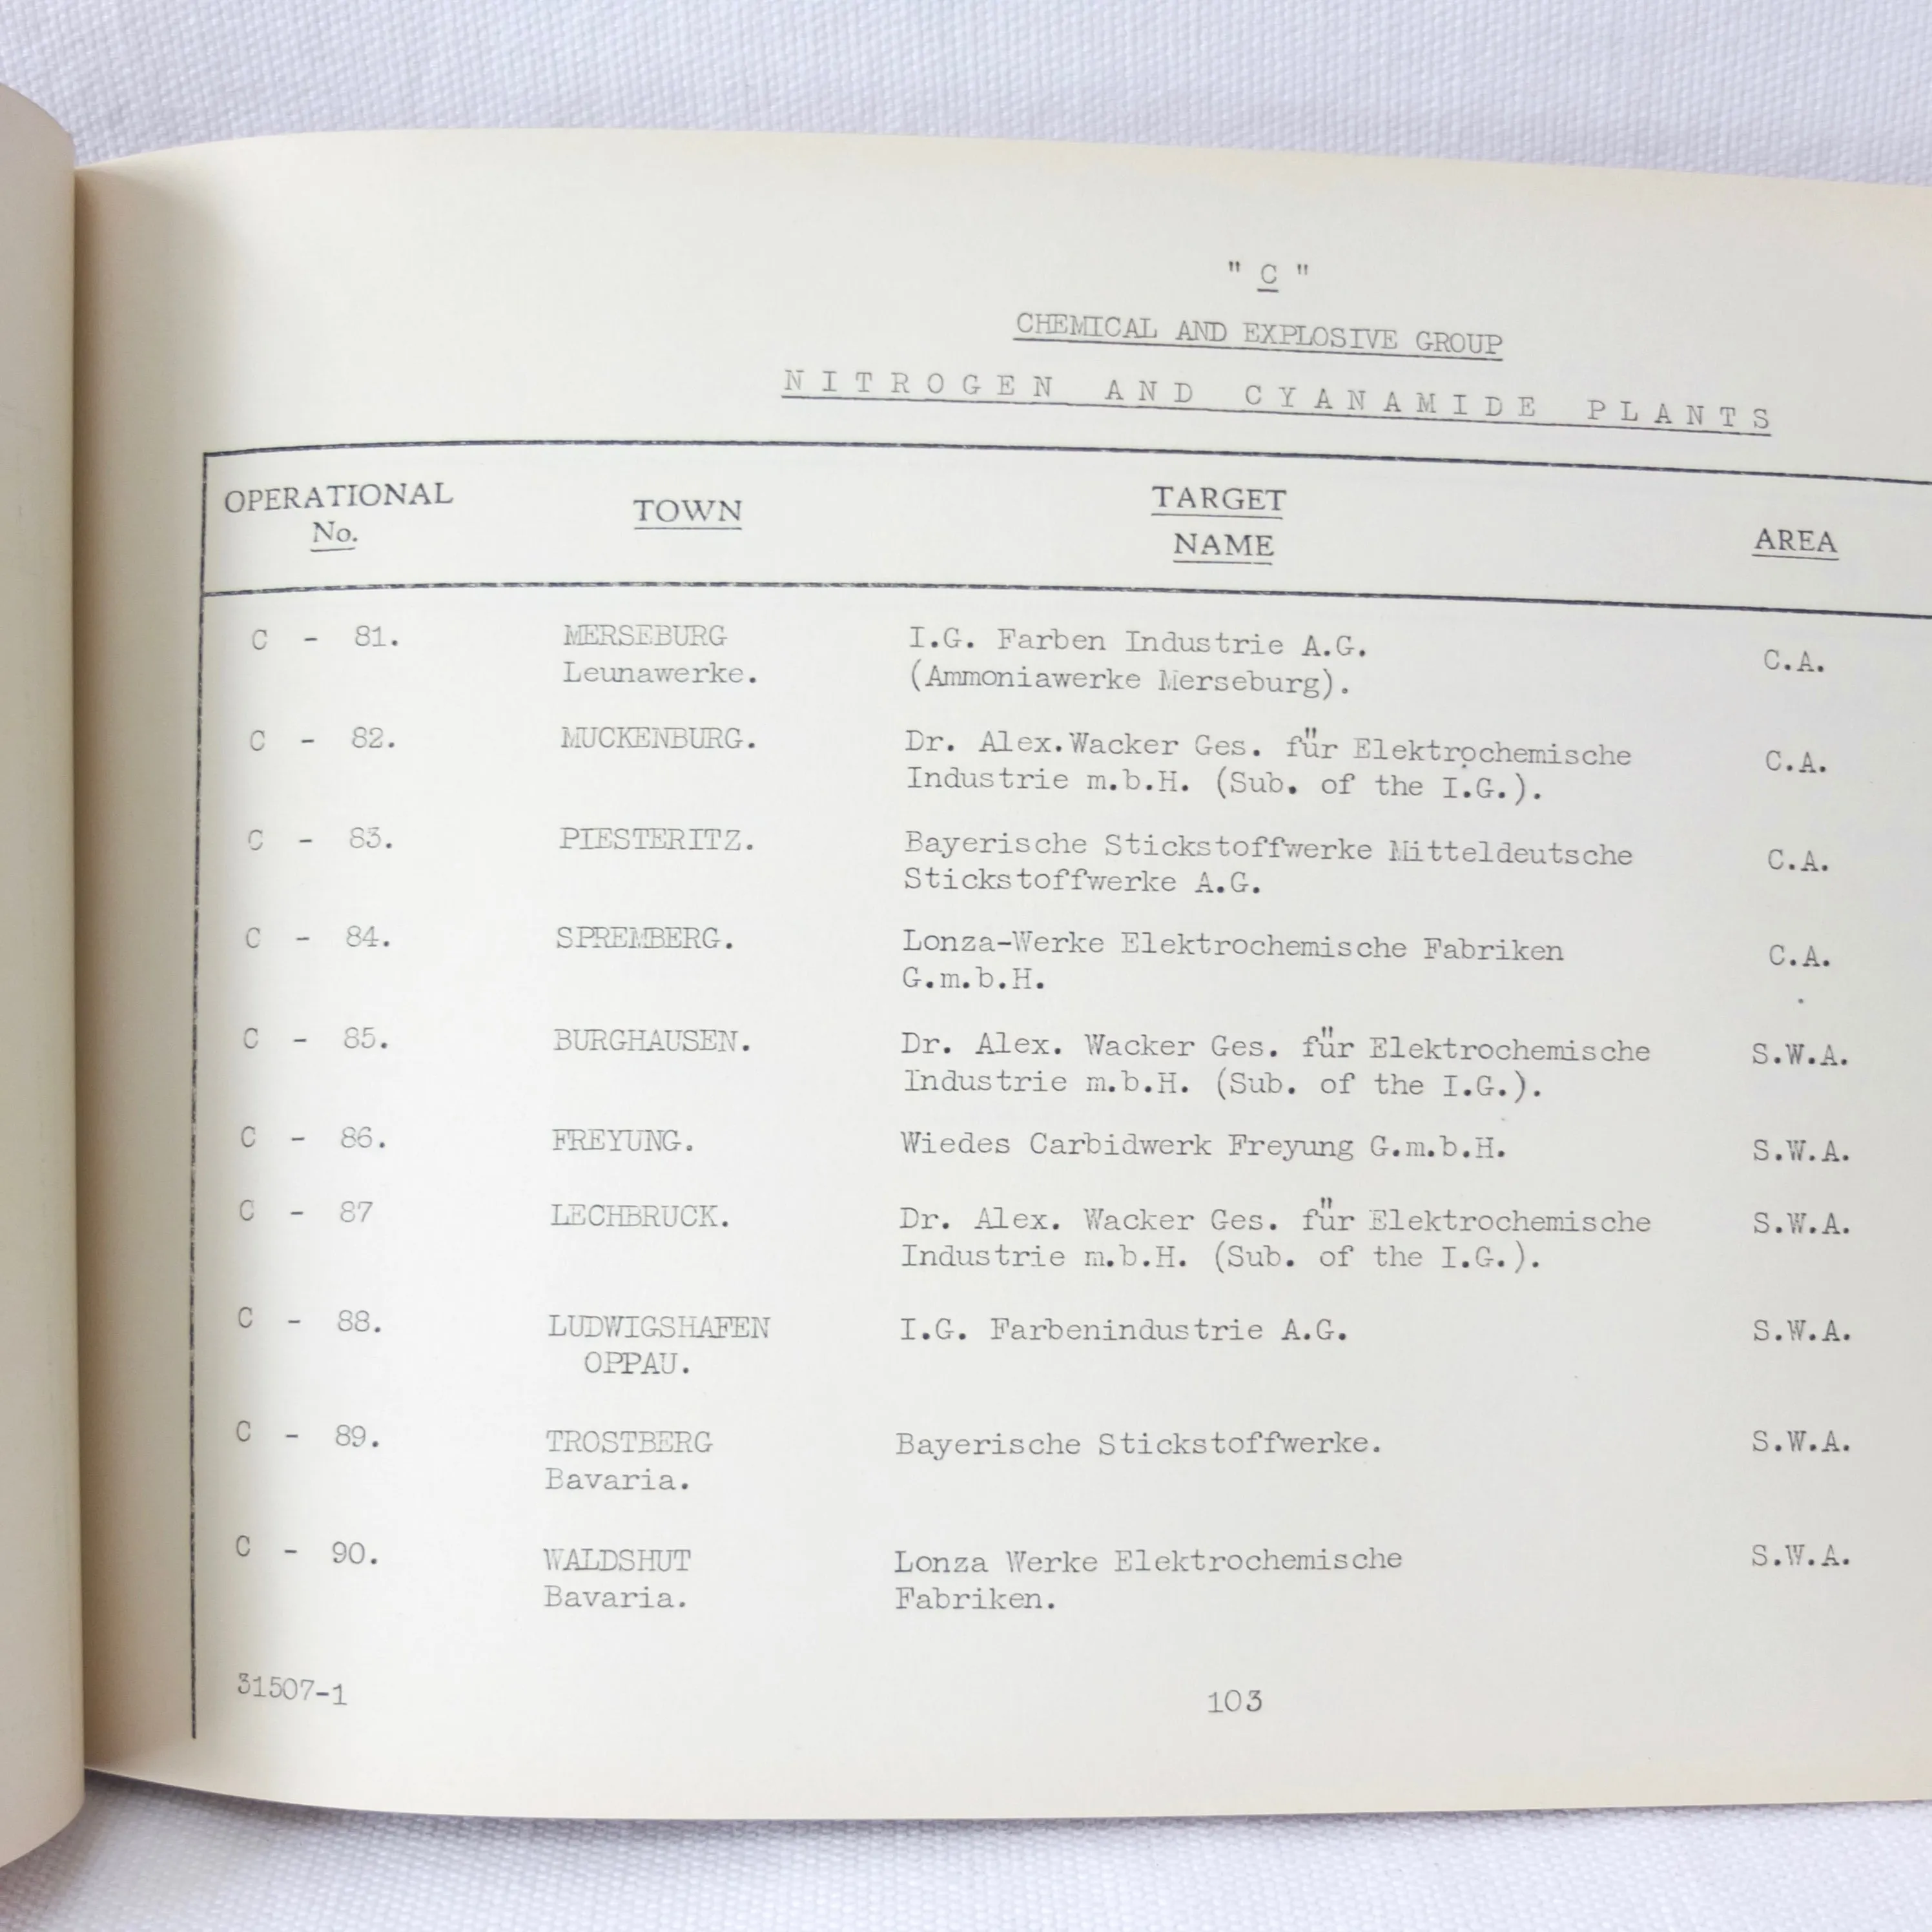 " C "
CHEMICAL AND EXPLOSIVE GROUP
NITROGEN AND CYANAMIDE PLANTS
OPERATIONAL No. TOWN TARGET NAME AREA
C - 81. MERSEBURG I.G. Farben Industrie A.G. C.A.
Leunawerke. (Ammoniawerke Merseburg).
C - 82. MUCKENBURG. Dr. Alex.Wacker Ges. für Elektrochemische C.A.
Industrie m.b.H. (Sub. of the I.G.).
C - 83. PIESTERITZ. Bayerische Stickstoffwerke Mitteldeutsche C.A.
Stickstoffwerke A.G.
C - 84. SPREMBERG. Lonza-Werke Elektrochemische Fabriken C.A.
G.m.b.H.
C - 85. BURGHAUSEN. Dr. Alex. Wacker Ges. für Elektrochemische S.W.A.
Industrie m.b.H. (Sub. of the I.G.).
C - 86. FREYUNG. Wiedes Carbidwerk Freyung G.m.b.H. S.W.A.
C - 87 LECHBRUCK. Dr. Alex. Wacker Ges. für Elektrochemische S.W.A.
Industrie m.b.H. (Sub. of the I.G.).
C - 88. LUDWIGSHAFEN I.G. Farbenindustrie A.G. S.W.A.
OPPAU.
C - 89. TROSTBERG Bayerische Stickstoffwerke. S.W.A.
Bavaria.
C - 90. WALDSHUT Lonza Werke Elektrochemische S.W.A.
Bavaria. Fabriken.
31507-1 103